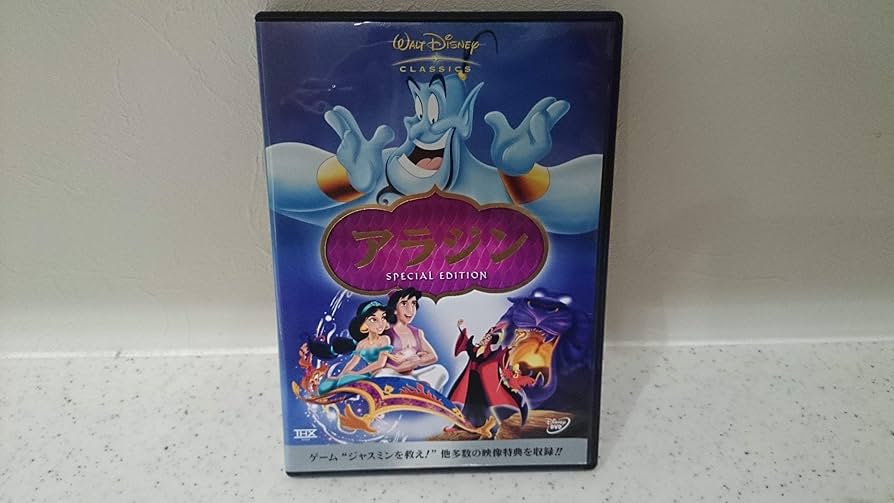 WALT DISNEY
CLASSICS
アラジン
SPECIAL EDITION
THX
Disney
DVD
ゲーム“ジャスミンを救え!”他多数の映像特典を収録!!